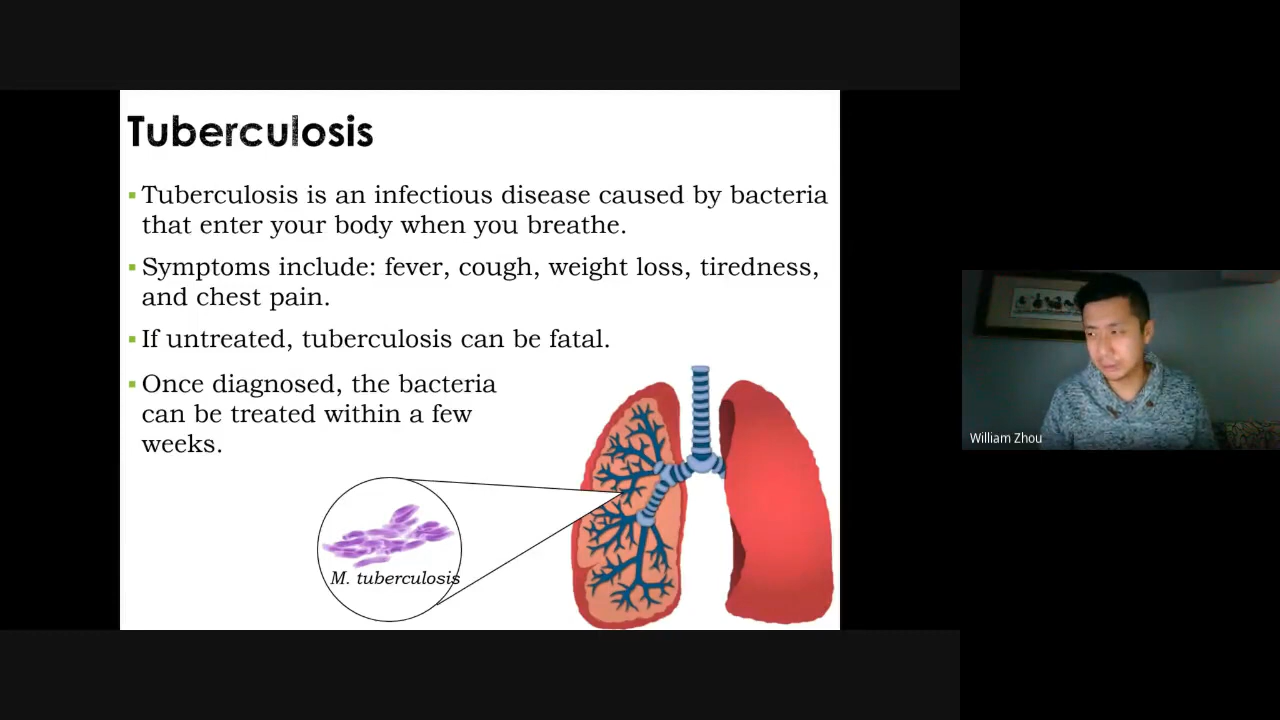 Tuberculosis
▪ Tuberculosis is an infectious disease caused by bacteria
that enter your body when you breathe.
▪ Symptoms include: fever, cough, weight loss, tiredness,
and chest pain.
▪ If untreated, tuberculosis can be fatal.
▪ Once diagnosed, the bacteria
can be treated within a few
weeks.
M. tuberculosis
William Zhou